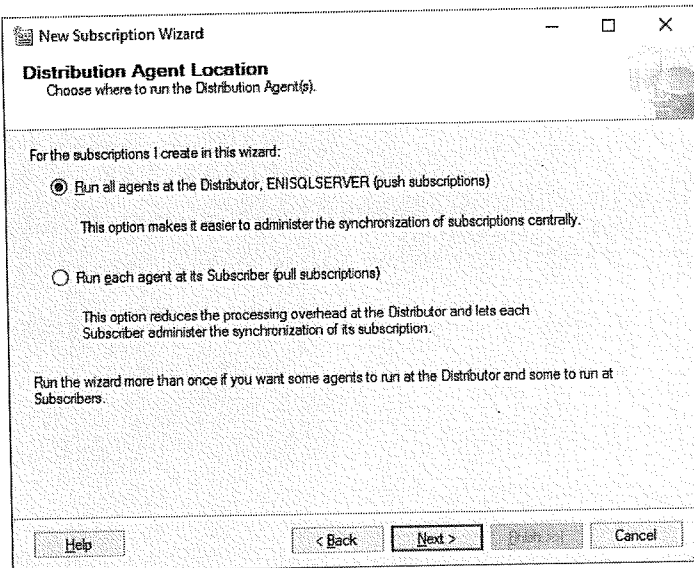 New Subscription Wizard
Distribution Agent Location
Choose where to run the Distribution Agent(s).
For the subscriptions I create in this wizard:
Run all agents at the Distributor, ENISQLSERVER (push subscriptions)
This option makes it easier to administer the synchronization of subscriptions centrally.
Run each agent at its Subscriber (pull subscriptions)
This option reduces the processing overhead at the Distributor and lets each
Subscriber administer the synchronization of its subscription.
Run the wizard more than once if you want some agents to run at the Distributor and some to run at
Subscribers.
Help
< Back
Next >
Cancel